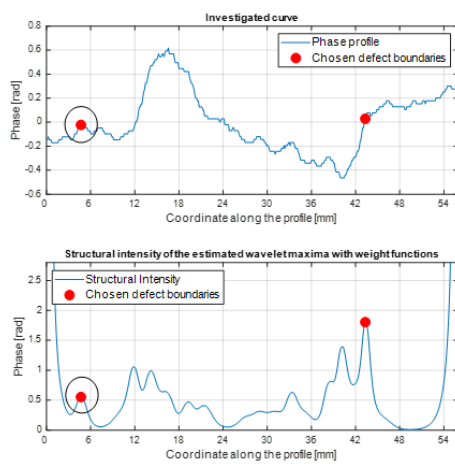 Investigated curve
0.8
0.6
0.4
0.2
0
-0.2
-0.4
-0.6
Phase [rad]
Phase profile
Chosen defect boundaries
0 6 12 18 24 30 36 42 48 54
Coordinate along the profile [mm]
Structural intensity of the estimated wavelet maxima with weight functions
2.5
2
1.5
1
0.5
0
Phase [rad]
Structural Intensity
Chosen defect boundaries
0 6 12 18 24 30 36 42 48 54
Coordinate along the profile [mm]